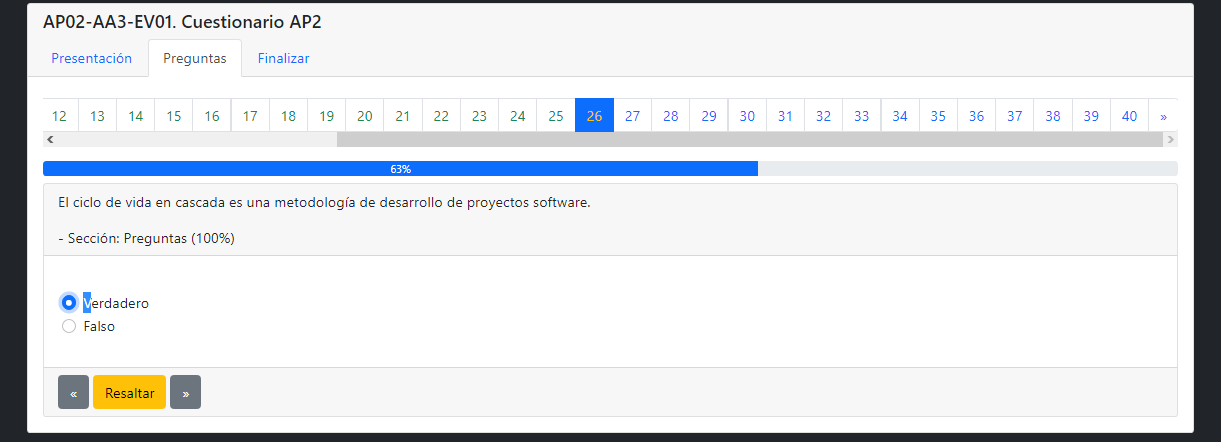 AP02-AA3-EV01. Cuestionario AP2
Presentación Preguntas Finalizar
12 13 14 15 16 17 18 19 20 21 22 23 24 25 26 27 28 29 30 31 32 33 34 35 36 37 38 39 40 »
63%
El ciclo de vida en cascada es una metodología de desarrollo de proyectos software.
- Sección: Preguntas (100%)
Verdadero
Falso
« Resaltar »